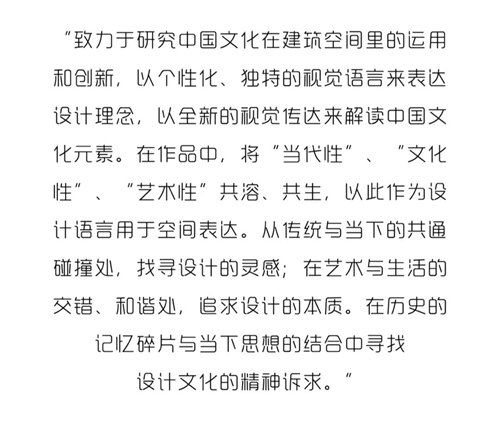 “致力于研究中国文化在建筑空间里的运用
和创新，以个性化、独特的视觉语言来表达
设计理念，以全新的视觉传达来解读中国文
化元素。在作品中，将“当代性”、“文化
性”、“艺术性”共溶、共生，以此作为设
计语言用于空间表达。从传统与当下的共通
碰撞处，找寻设计的灵感；在艺术与生活的
交错、和谐处，追求设计的本质。在历史的
记忆碎片与当下思想的结合中寻找
设计文化的精神诉求。”